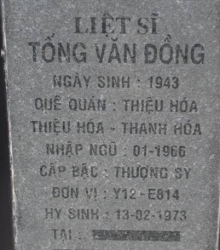 LIỆT SĨ
TỐNG VĂN ĐỒNG
NGÀY SINH : 1943
QUÊ QUÁN : THIỆU HÓA
THIỆU HÓA - THANH HÓA
NHẬP NGŨ : 01-1966
CẤP BẬC : THƯỢNG SY
ĐƠN VỊ : Y12-E814
HY SINH : 13-02-1973
TẠI :